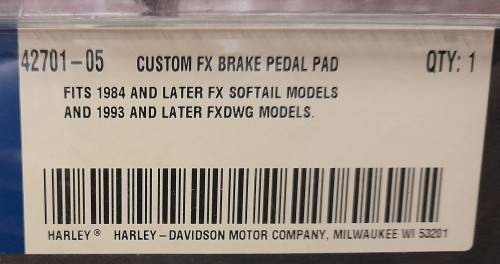 42701-05 CUSTOM FX BRAKE PEDAL PAD QTY: 1
FITS 1984 AND LATER FX SOFTAIL MODELS
AND 1993 AND LATER FXDWG MODELS.
HARLEY® HARLEY-DAVIDSON MOTOR COMPANY, MILWAUKEE WI 53201